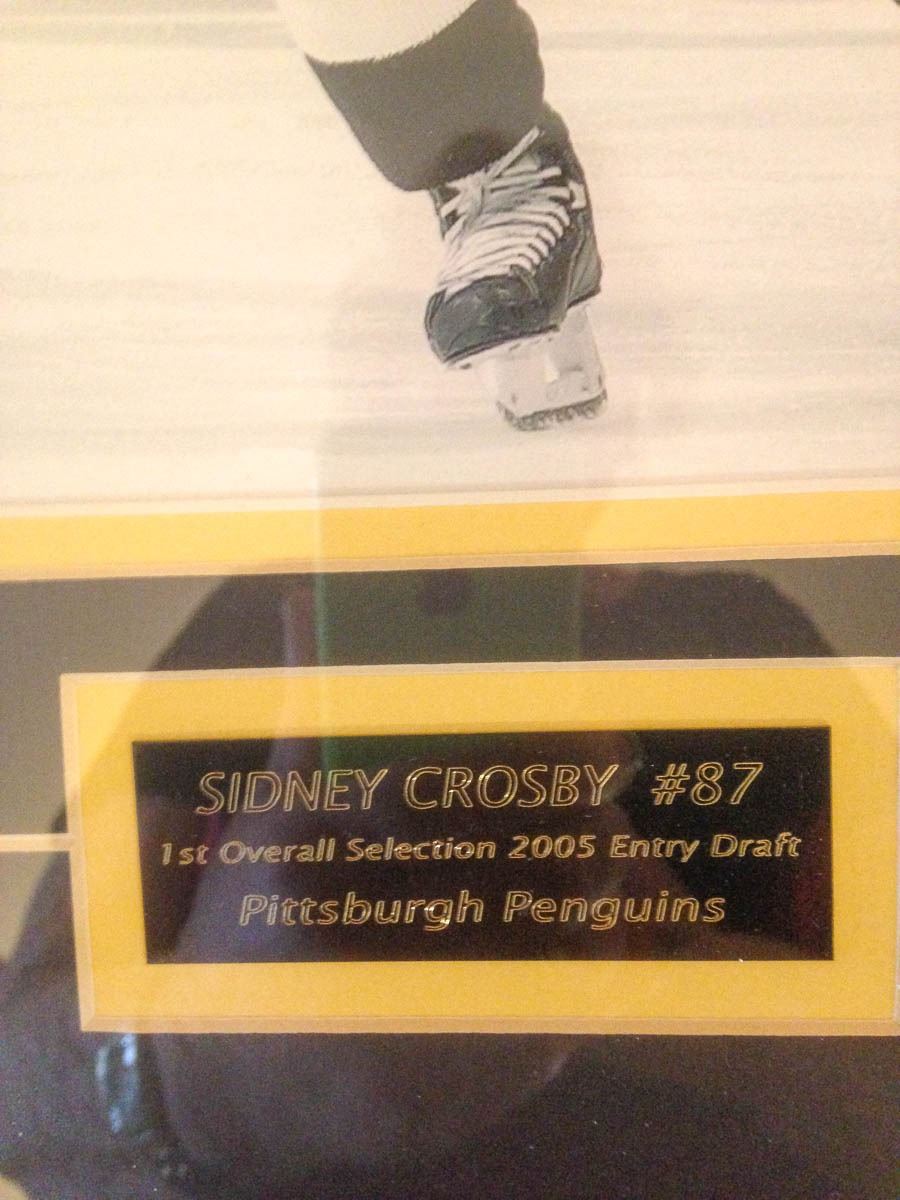 SIDNEY CROSBY #87
1st Overall Selection 2005 Entry Draft
Pittsburgh Penguins